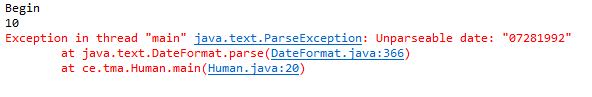 Begin
10
Exception in thread "main" java.text.ParseException: Unparseable date: "07281992"
at java.text.DateFormat.parse(DateFormat.java:366)
at ce.tma.Human.main(Human.java:20)